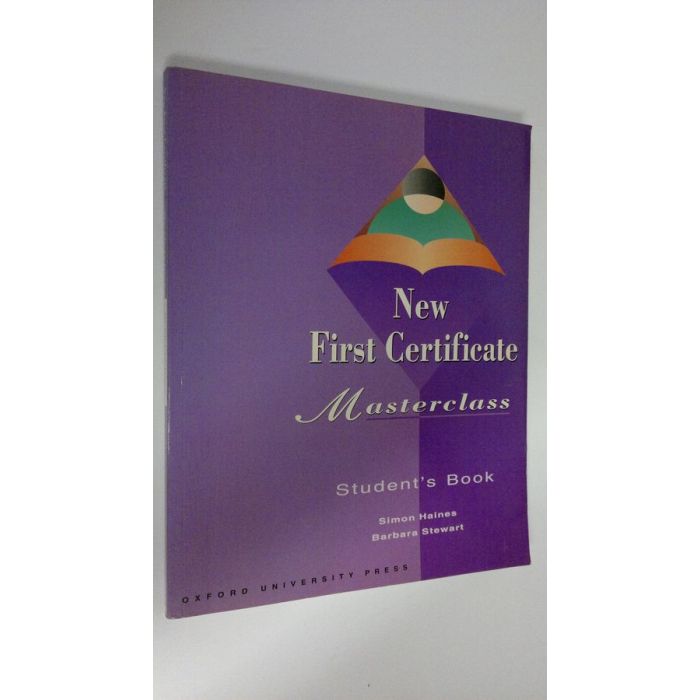 New
First Certificate
Masterclass
Student's Book
Simon Haines
Barbara Stewart
OXFORD UNIVERSITY PRESS